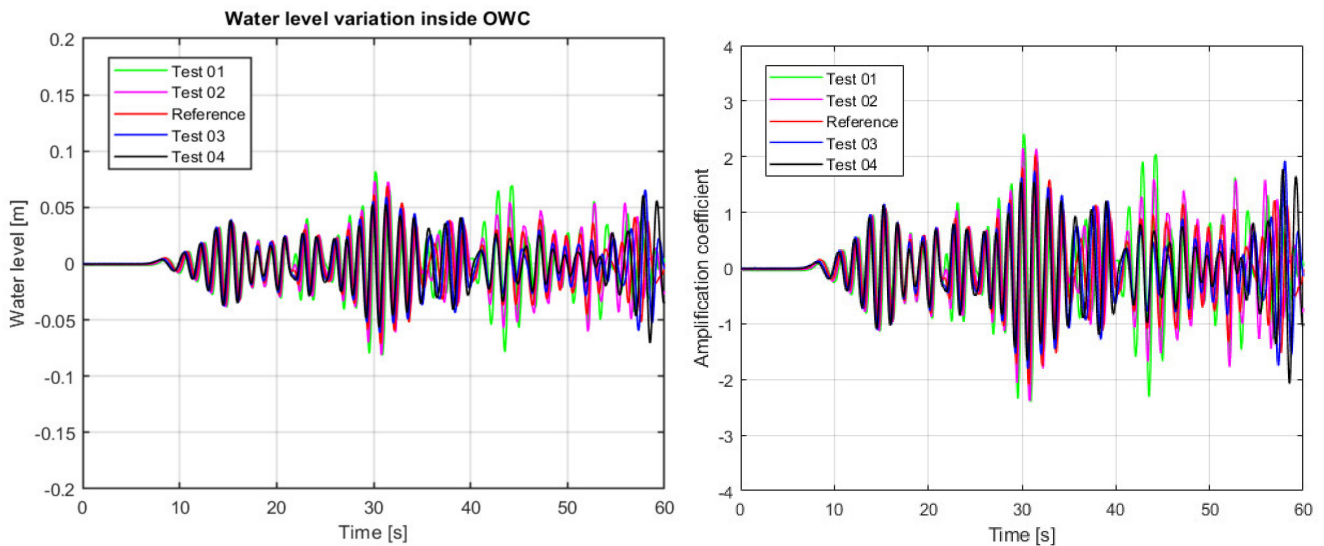 Water level variation inside OWC
0.2
0.15
0.1
0.05
0
-0.05
-0.1
-0.15
-0.2
Water level [m]
Test 01
Test 02
Reference
Test 03
Test 04
0 10 20 30 40 50 60
Time [s]
4
3
2
1
0
-1
-2
-3
-4
Amplification coefficient
Test 01
Test 02
Reference
Test 03
Test 04
0 10 20 30 40 50 60
Time [s]